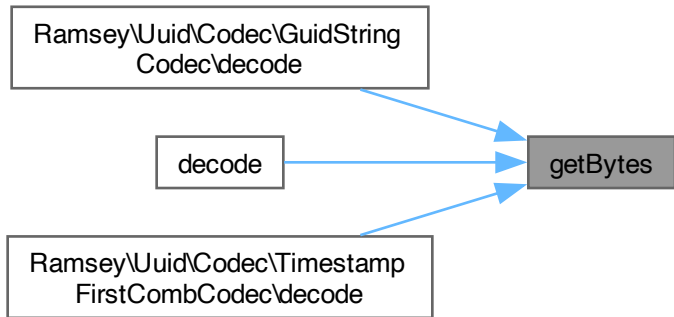 Ramsey\Uuid\Codec\GuidString
Codec\decode
decode
getBytes
Ramsey\Uuid\Codec\Timestamp
FirstCombCodec\decode